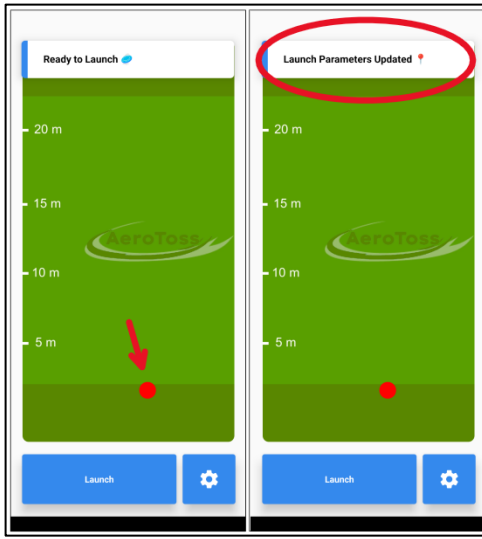 Ready to Launch 🥏
20 m
15 m
AeroToss
10 m
5 m
Launch
Launch Parameters Updated 📍
20 m
15 m
AeroToss
10 m
5 m
Launch